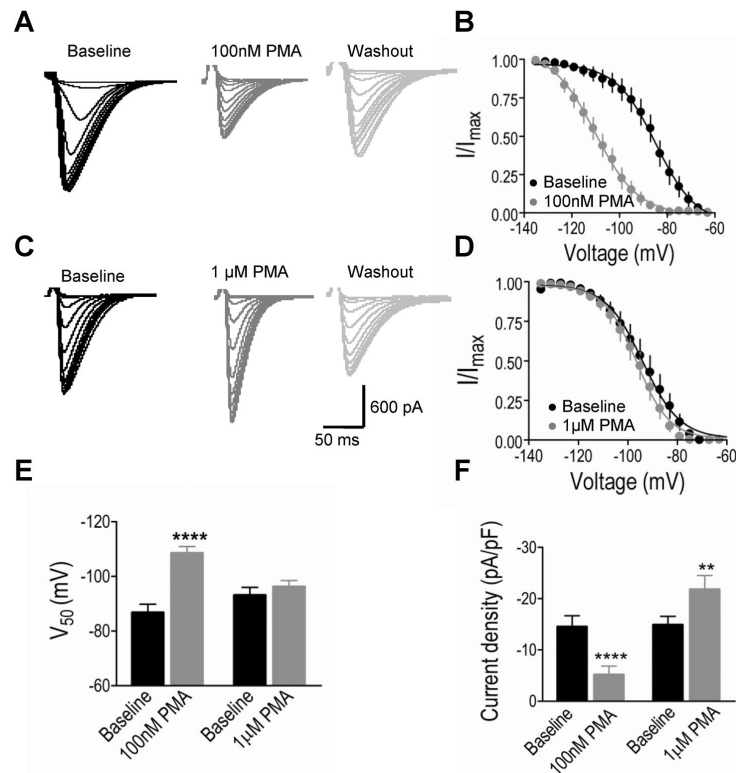 A
Baseline
100nM PMA
Washout
B
I/Imax
1.00
0.75
0.50
0.25
0.00
Baseline
100nM PMA
-140
-120
-100
-80
-60
Voltage (mV)
C
Baseline
1 µM PMA
Washout
600 pA
50 ms
D
I/Imax
1.00
0.75
0.50
0.25
0.00
Baseline
1µM PMA
-140
-120
-100
-80
-60
Voltage (mV)
E
V50 (mV)
-120
-100
-80
-60
****
Baseline
100nM PMA
Baseline
1µM PMA
F
Current density (pA/pF)
-30
-20
-10
0
****
**
Baseline
100nM PMA
Baseline
1µM PMA